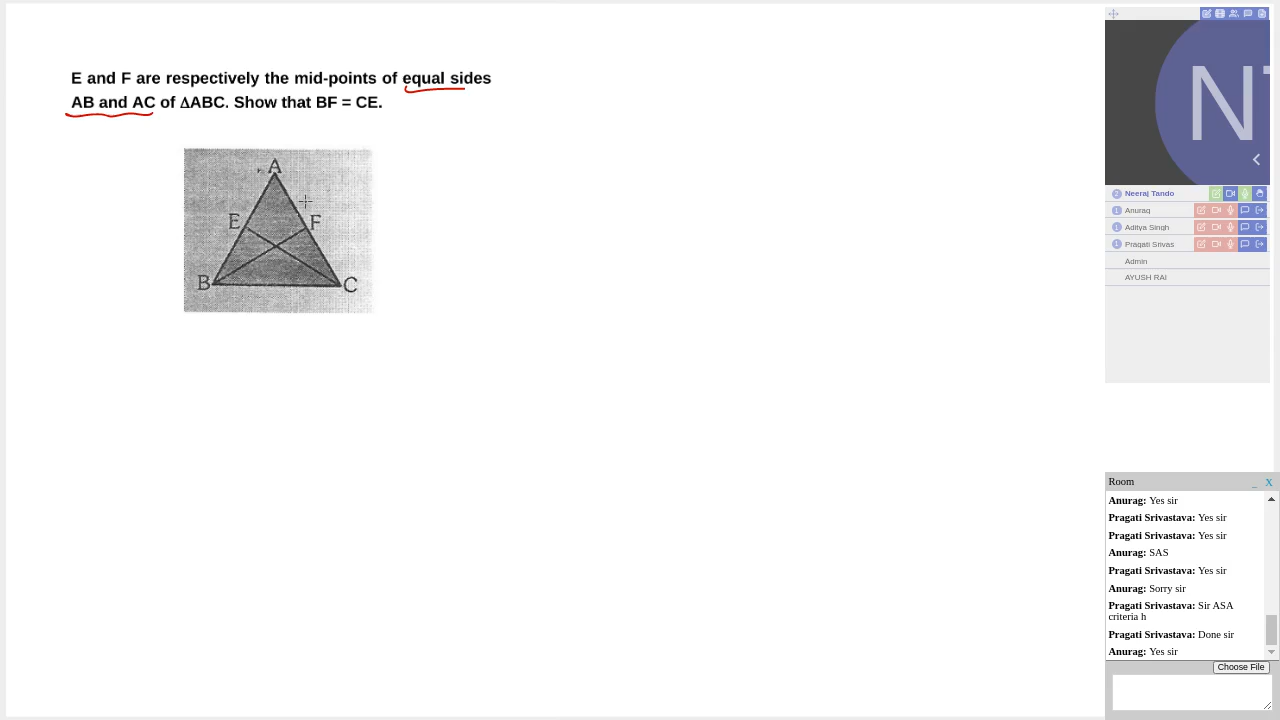 E and F are respectively the mid-points of equal sides
AB and AC of ΔABC. Show that BF = CE.
A
E
F
B
C
NT
Neeraj Tando
Anuraq
Aditya Singh
Pragati Srivas
Admin
AYUSH RAI
Room
_ X
Anurag: Yes sir
Pragati Srivastava: Yes sir
Pragati Srivastava: Yes sir
Anurag: SAS
Pragati Srivastava: Yes sir
Anurag: Sorry sir
Pragati Srivastava: Sir ASA
criteria h
Pragati Srivastava: Done sir
Anurag: Yes sir
Choose File